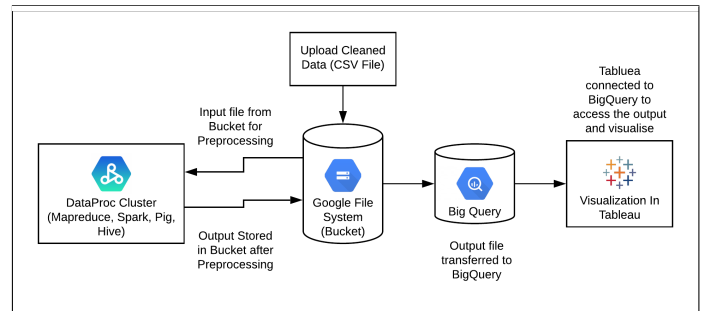 Upload Cleaned
Data (CSV File)
Tabluea
connected to
BigQuery to
access the output
and visualise
Input file from
Bucket for
Preprocessing
DataProc Cluster
(Mapreduce, Spark, Pig,
Hive)
Google File
System
(Bucket)
Big Query
Visualization In
Tableau
Output Stored
in Bucket after
Preprocessing
Output file
transferred to
BigQuery